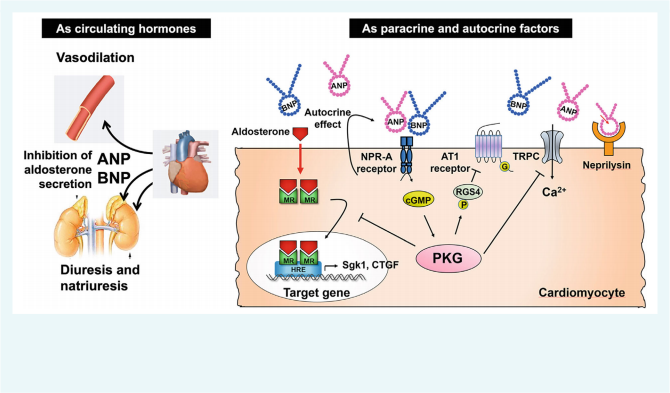 As circulating hormones
Vasodilation
Inhibition of
aldosterone
secretion
ANP
BNP
Diuresis and
natriuresis
As paracrine and autocrine factors
BNP
ANP
Autocrine
effect
Aldosterone
ANP
BNP
NPR-A
receptor
AT1
receptor
G
TRPC
BNP
ANP
Neprilysin
Ca²⁺
MR
MR
cGMP
RGS4
P
PKG
MR
MR
HRE
Sgk1, CTGF
Target gene
Cardiomyocyte